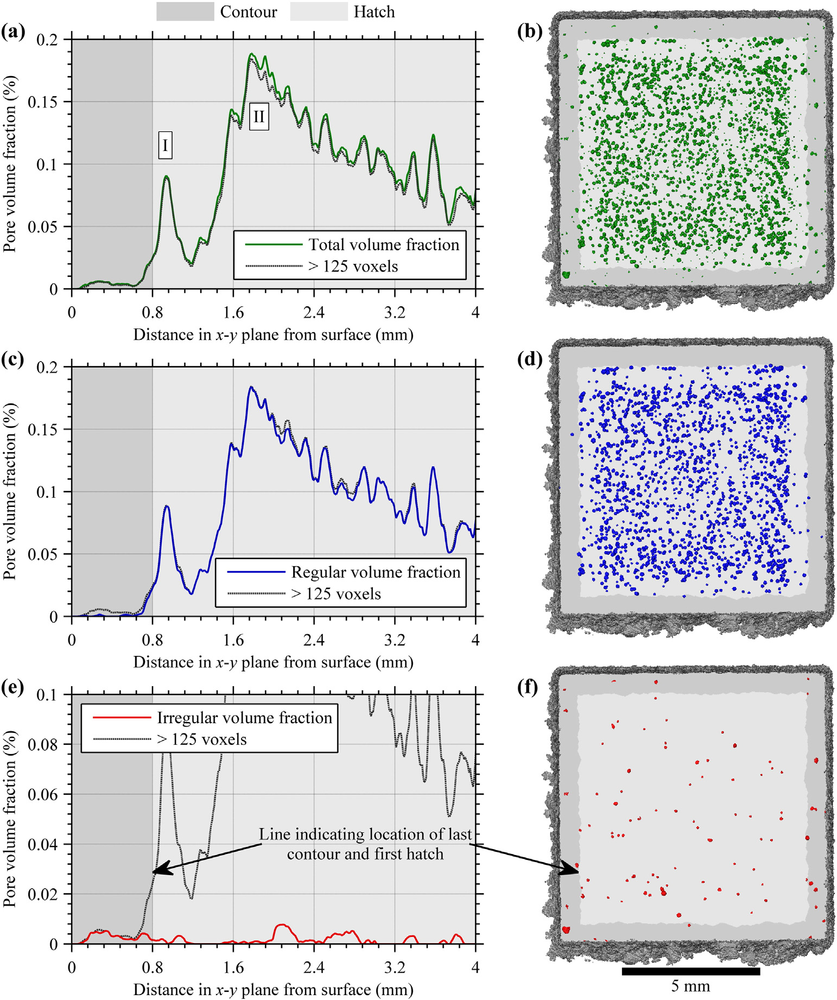 Contour Hatch
(a)
0.2
0.15
0.1
0.05
0
Pore volume fraction (%)
I
II
Total volume fraction
> 125 voxels
0 0.8 1.6 2.4 3.2 4
Distance in x-y plane from surface (mm)
(b)
(c)
0.2
0.15
0.1
0.05
0
Pore volume fraction (%)
Regular volume fraction
> 125 voxels
0 0.8 1.6 2.4 3.2 4
Distance in x-y plane from surface (mm)
(d)
(e)
0.1
0.08
0.06
0.04
0.02
0
Pore volume fraction (%)
Irregular volume fraction
> 125 voxels
Line indicating location of last
contour and first hatch
0 0.8 1.6 2.4 3.2 4
Distance in x-y plane from surface (mm)
(f)
5 mm